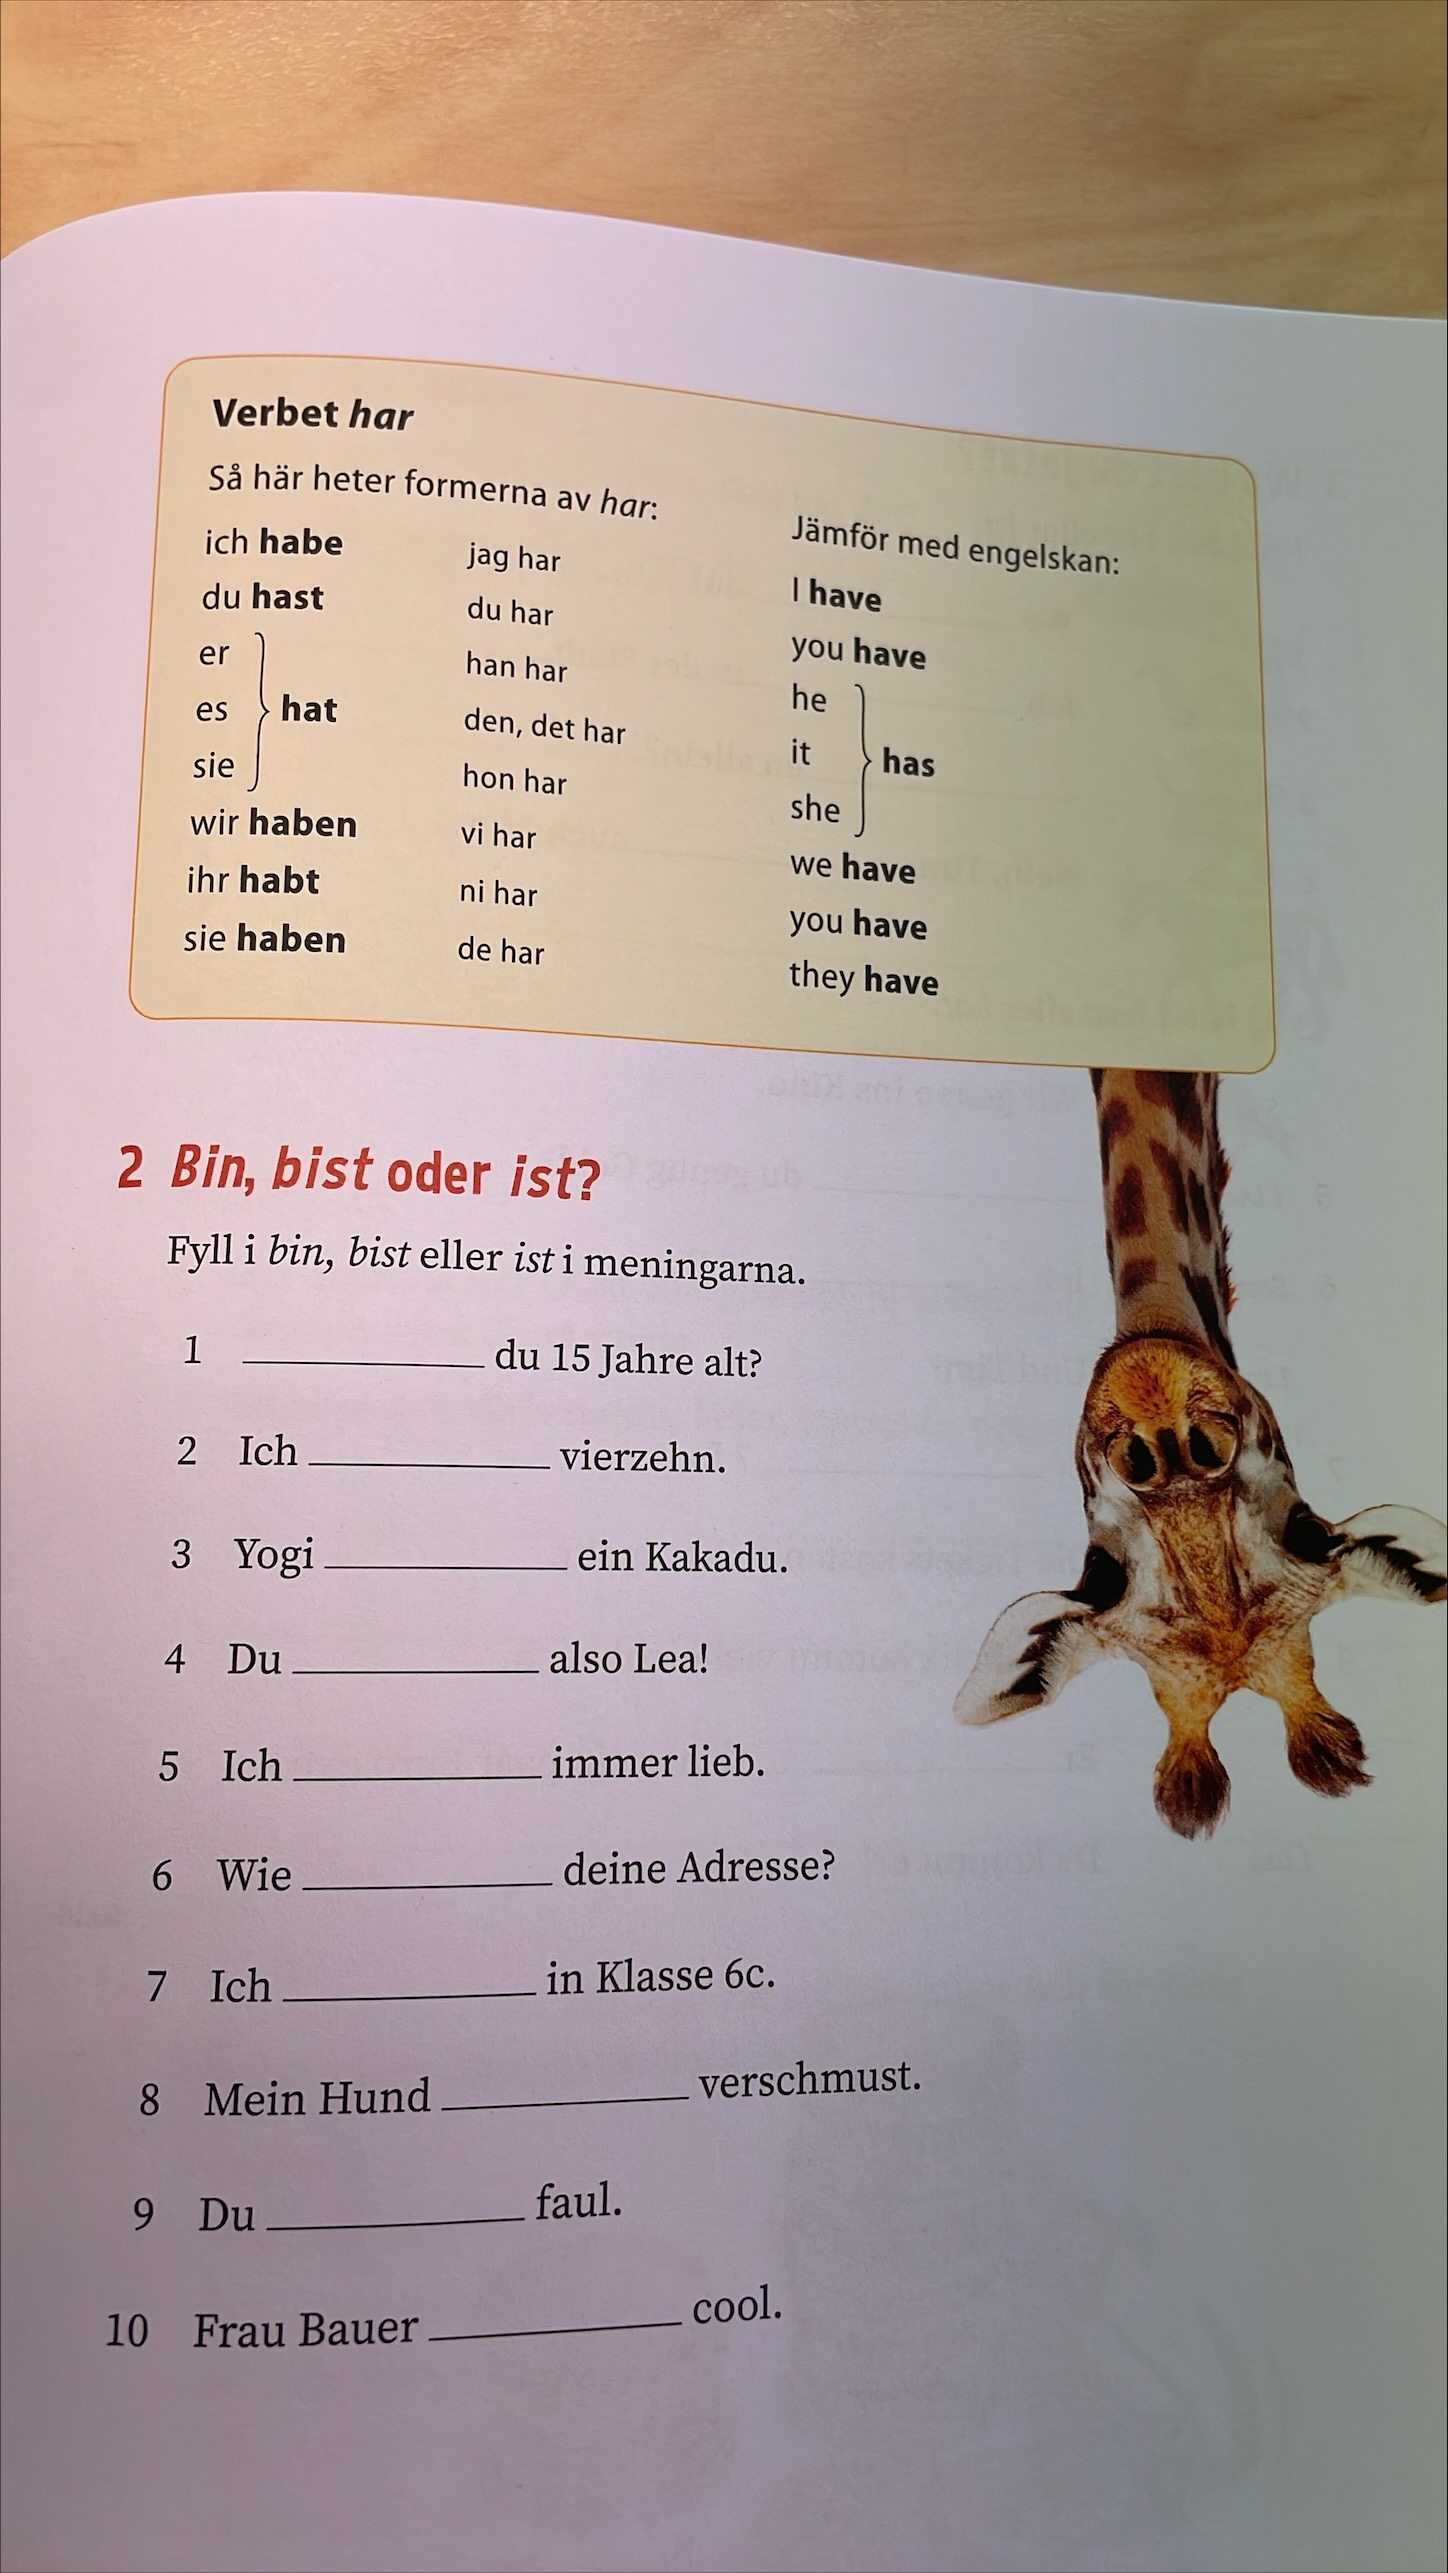 Verbet har
Så här heter formerna av har:
ich habe
du hast
er
es
sie
hat
wir haben
ihr habt
sie haben
jag har
du har
han har
den, det har
hon har
vi har
ni har
de har
Jämför med engelskan:
I have
you have
he
it
she
has
we have
you have
they have
2 Bin, bist oder ist?
Fyll i bin, bist eller ist i meningarna.
1 ____________ du 15 Jahre alt?
2 Ich ____________ vierzehn.
3 Yogi ____________ ein Kakadu.
4 Du ____________ also Lea!
5 Ich ____________ immer lieb.
6 Wie ____________ deine Adresse?
7 Ich ____________ in Klasse 6c.
8 Mein Hund ____________ verschmust.
9 Du ____________ faul.
10 Frau Bauer ____________ cool.